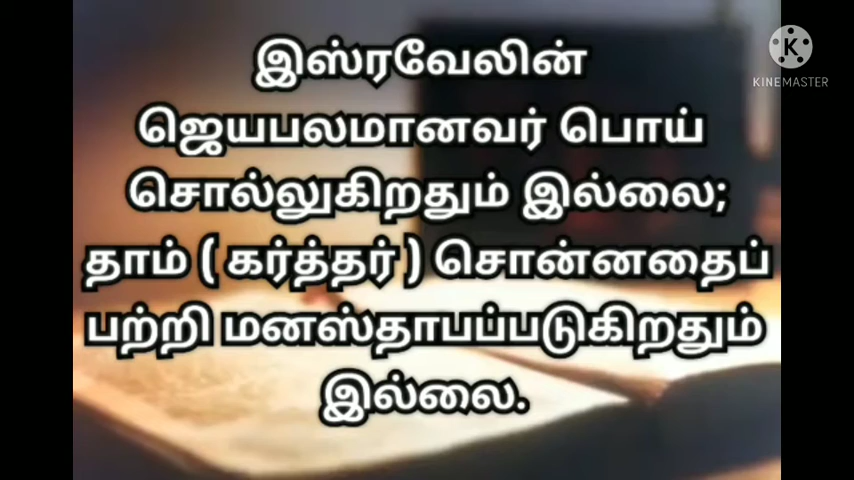 இஸ்ரவேலின்
ஜெயபலமானவர் பொய்
சொல்லுகிறதும் இல்லை;
தாம் ( கர்த்தர் ) சொன்னதைப்
பற்றி மனஸ்தாபப்படுகிறதும்
இல்லை.
K
KINEMASTER